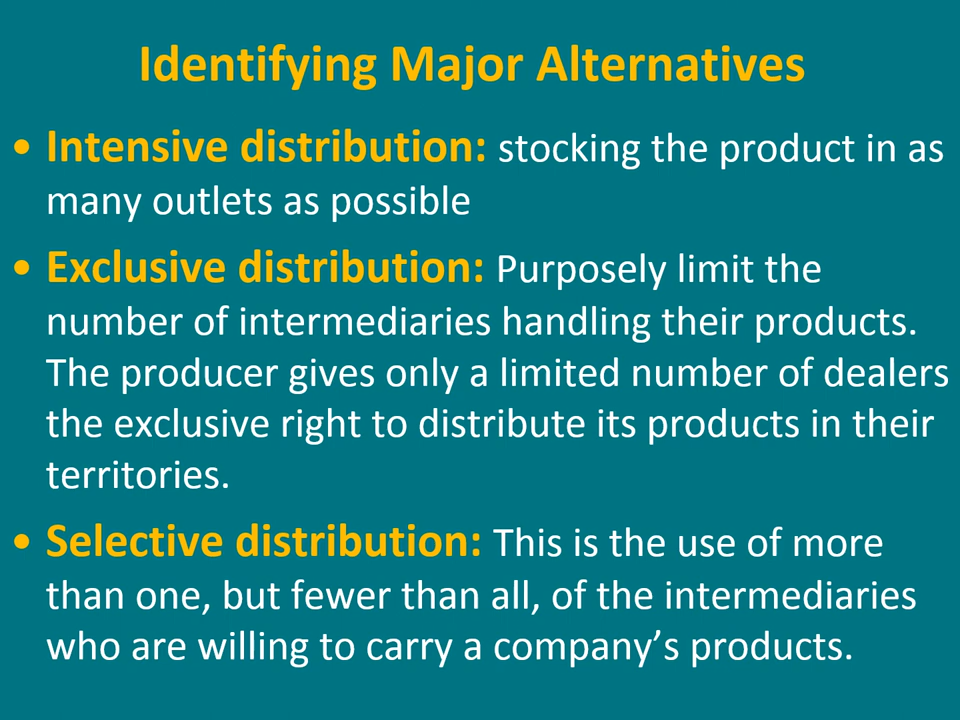 Identifying Major Alternatives
• Intensive distribution: stocking the product in as
many outlets as possible
• Exclusive distribution: Purposely limit the
number of intermediaries handling their products.
The producer gives only a limited number of dealers
the exclusive right to distribute its products in their
territories.
• Selective distribution: This is the use of more
than one, but fewer than all, of the intermediaries
who are willing to carry a company’s products.